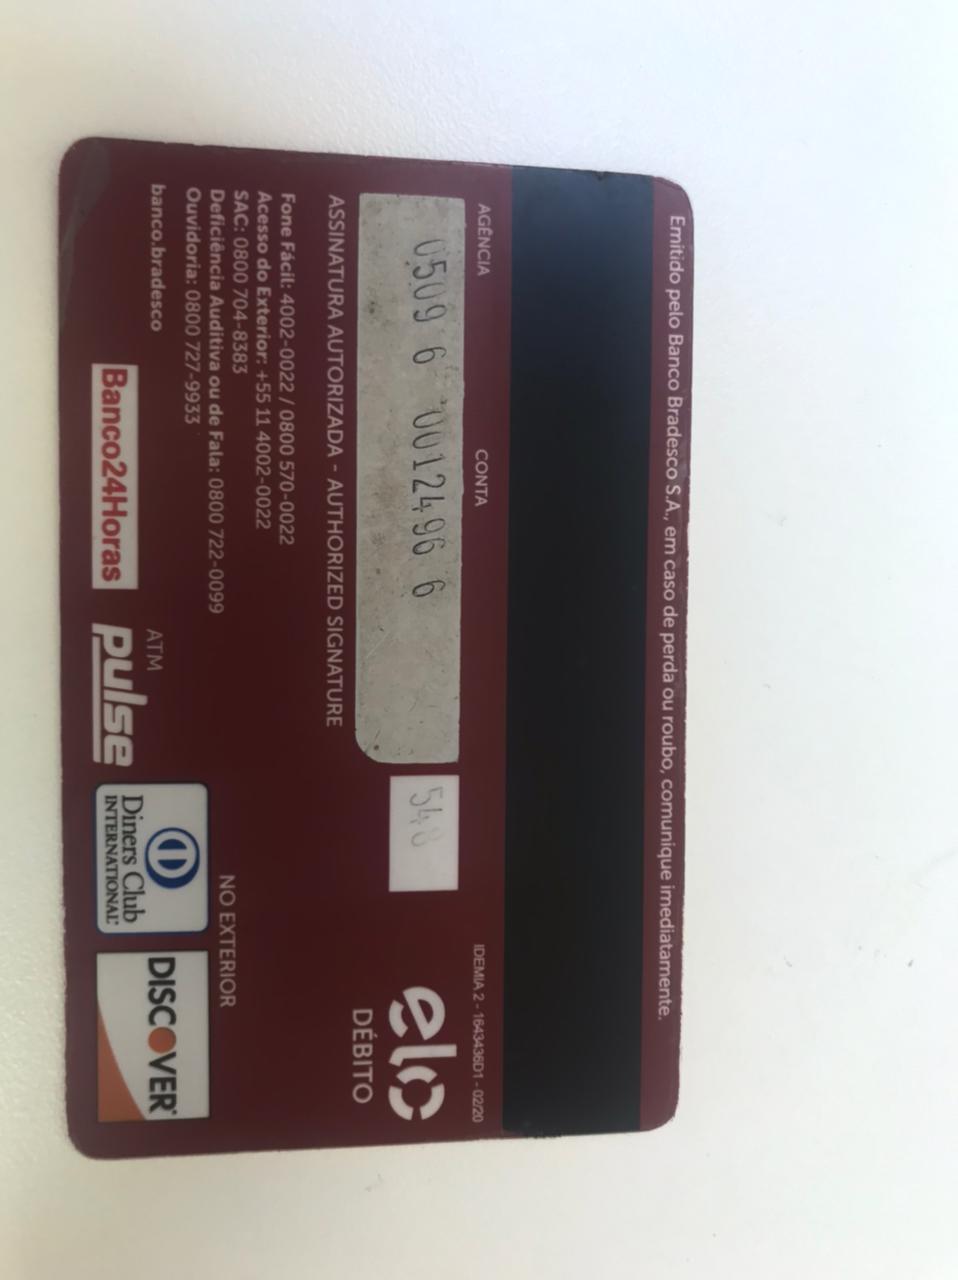 Emitido pelo Banco Bradesco S.A., em caso de perda ou roubo, comunique imediatamente.
AGÊNCIA CONTA IDEMIA 2 - 1643436D1 - 02/20
0509 6 0012496 6
elo
DÉBITO
ASSINATURA AUTORIZADA - AUTHORIZED SIGNATURE
Fone Fácil: 4002-0022 / 0800 570-0022
Acesso do Exterior: +55 11 4002-0022
SAC: 0800 704-8383
Deficiência Auditiva ou de Fala: 0800 722-0099
Ouvidoria: 0800 727-9933
NO EXTERIOR
banco.bradesco
ATM
Banco24Horas
pulse
Diners Club
INTERNATIONAL®
DISCOVER®